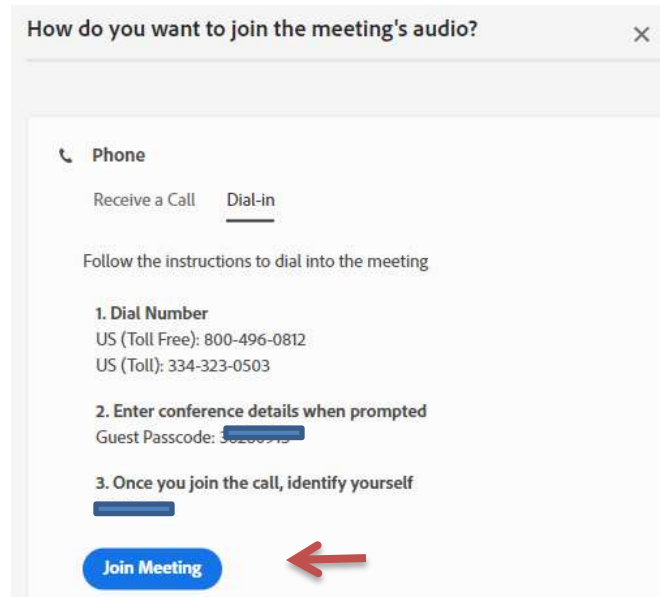 How do you want to join the meeting's audio?
Phone
Receive a Call Dial-in
Follow the instructions to dial into the meeting
1. Dial Number
US (Toll Free): 800-496-0812
US (Toll): 334-323-0503
2. Enter conference details when prompted
Guest Passcode:
3. Once you join the call, identify yourself
Join Meeting